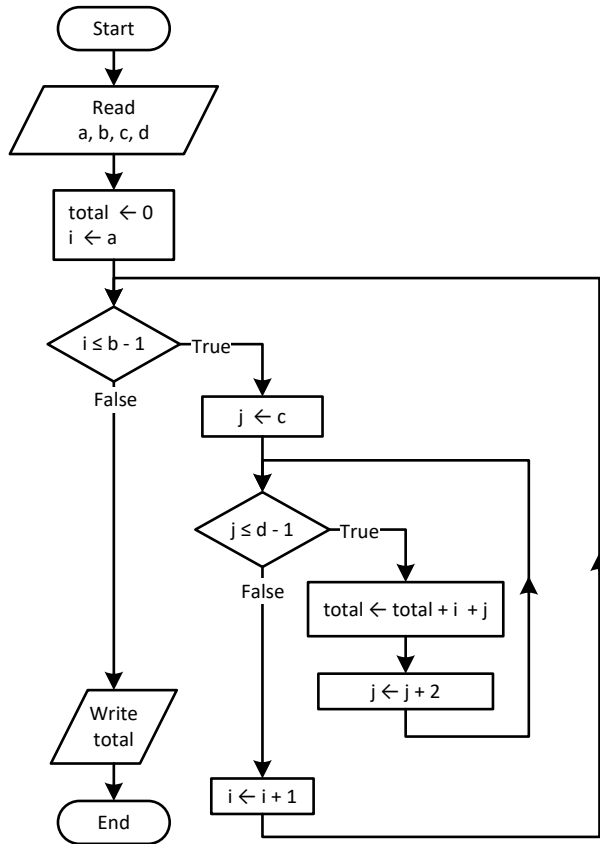 Start
Read
a, b, c, d
total ← 0
i ← a
i ≤ b - 1
True
False
j ← c
j ≤ d - 1
True
False
total ← total + i + j
j ← j + 2
Write
total
i ← i + 1
End